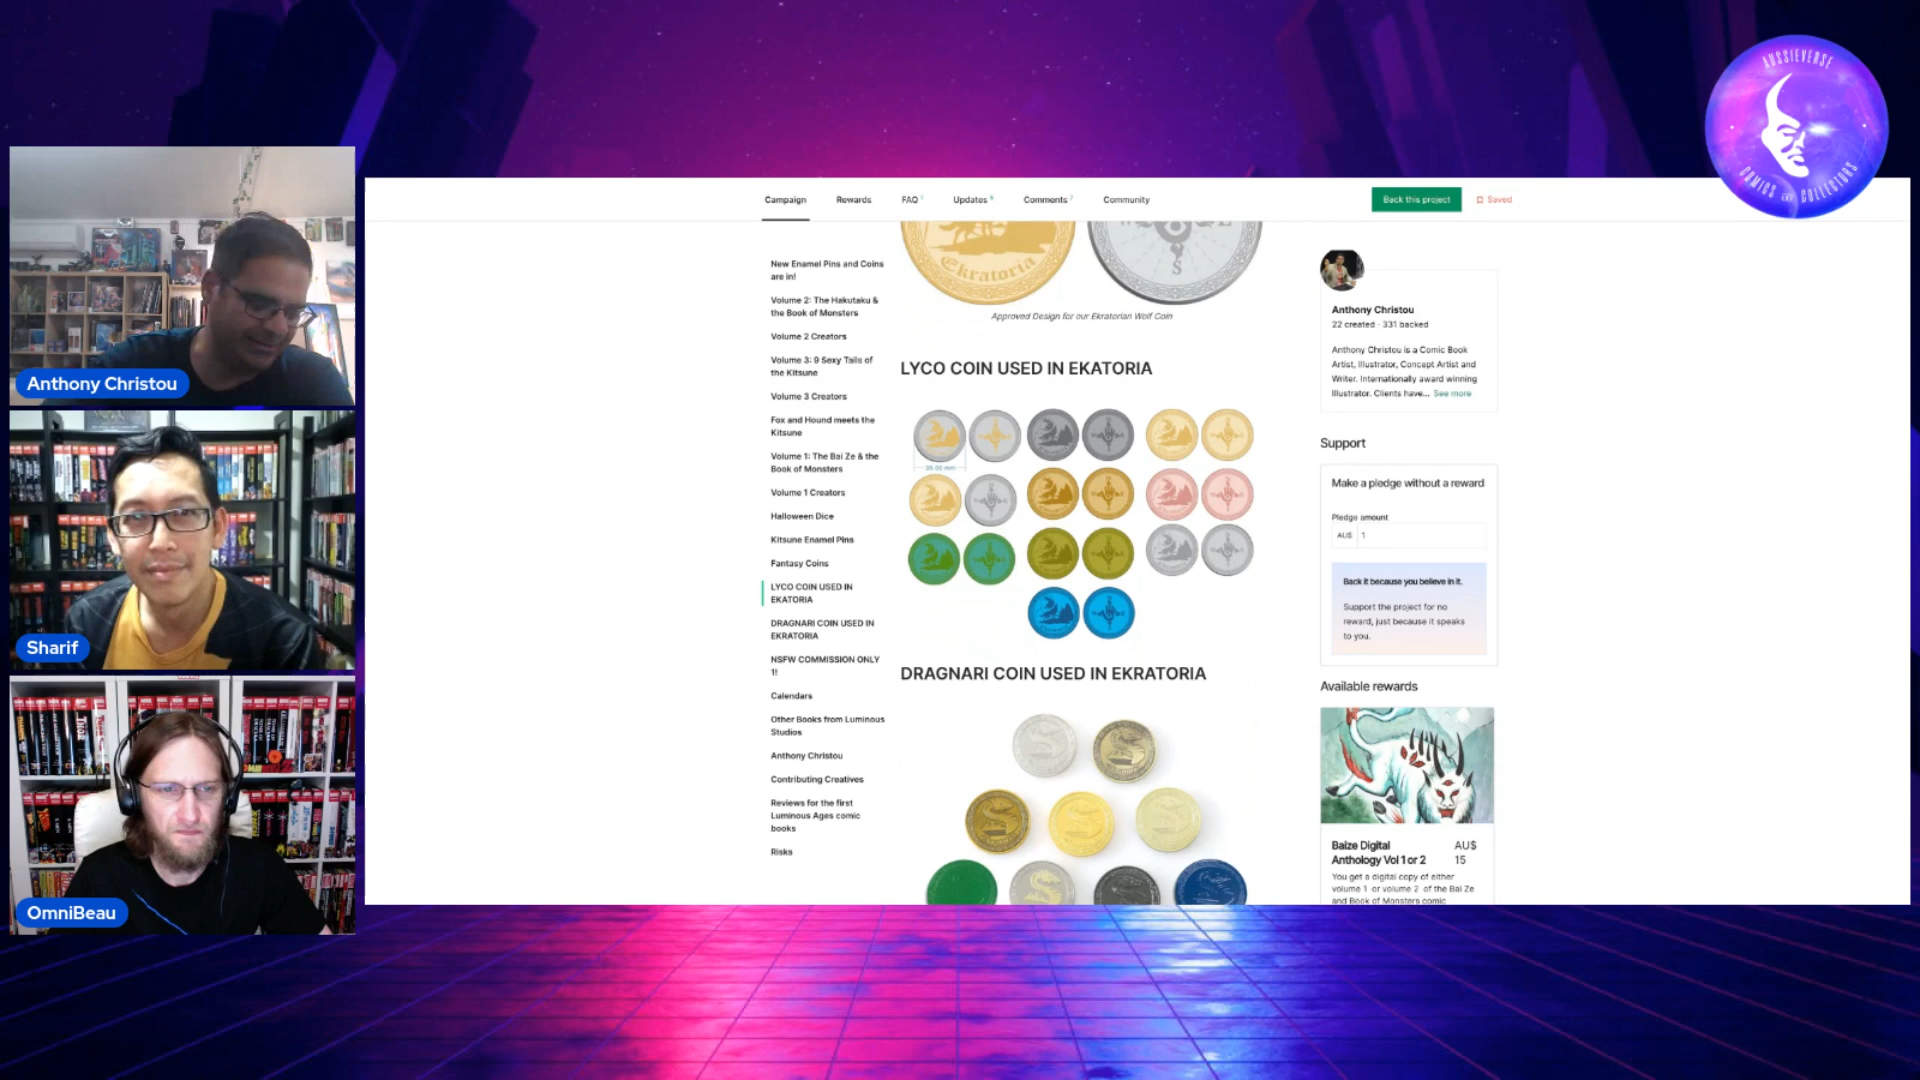 AUSSIEVERSE
COMICS AND COLLECTORS
Anthony Christou
Sharif
OmniBeau
Campaign
Rewards
FAQ 1
Updates 6
Comments 7
Community
Back this project
Saved
New Enamel Pins and Coins
are in!
Volume 2: The Hakutaku &
the Book of Monsters
Volume 2 Creators
Volume 3: 9 Sexy Tails of
the Kitsune
Volume 3 Creators
Fox and Hound meets the
Kitsune
Volume 1: The Bai Ze & the
Book of Monsters
Volume 1 Creators
Halloween Dice
Kitsune Enamel Pins
Fantasy Coins
LYCO COIN USED IN
EKATORIA
DRAGNARI COIN USED IN
EKRATORIA
NSFW COMMISSION ONLY
1!
Calendars
Other Books from Luminous
Studios
Anthony Christou
Contributing Creatives
Reviews for the first
Luminous Ages comic
books
Risks
Ekratoria
S
Approved Design for our Ekratorian Wolf Coin
LYCO COIN USED IN EKATORIA
DRAGNARI COIN USED IN EKRATORIA
Anthony Christou
22 created · 331 backed
Anthony Christou is a Comic Book
Artist, Illustrator, Concept Artist and
Writer. Internationally award winning
Illustrator. Clients have... See more
Support
Make a pledge without a reward
Pledge amount
AU$ 1
Back it because you believe in it.
Support the project for no
reward, just because it speaks
to you.
Available rewards
Baize Digital
Anthology Vol 1 or 2
AU$
15
You get a digital copy of either
volume 1 or volume 2 of the Bai Ze
and Book of Monsters comic